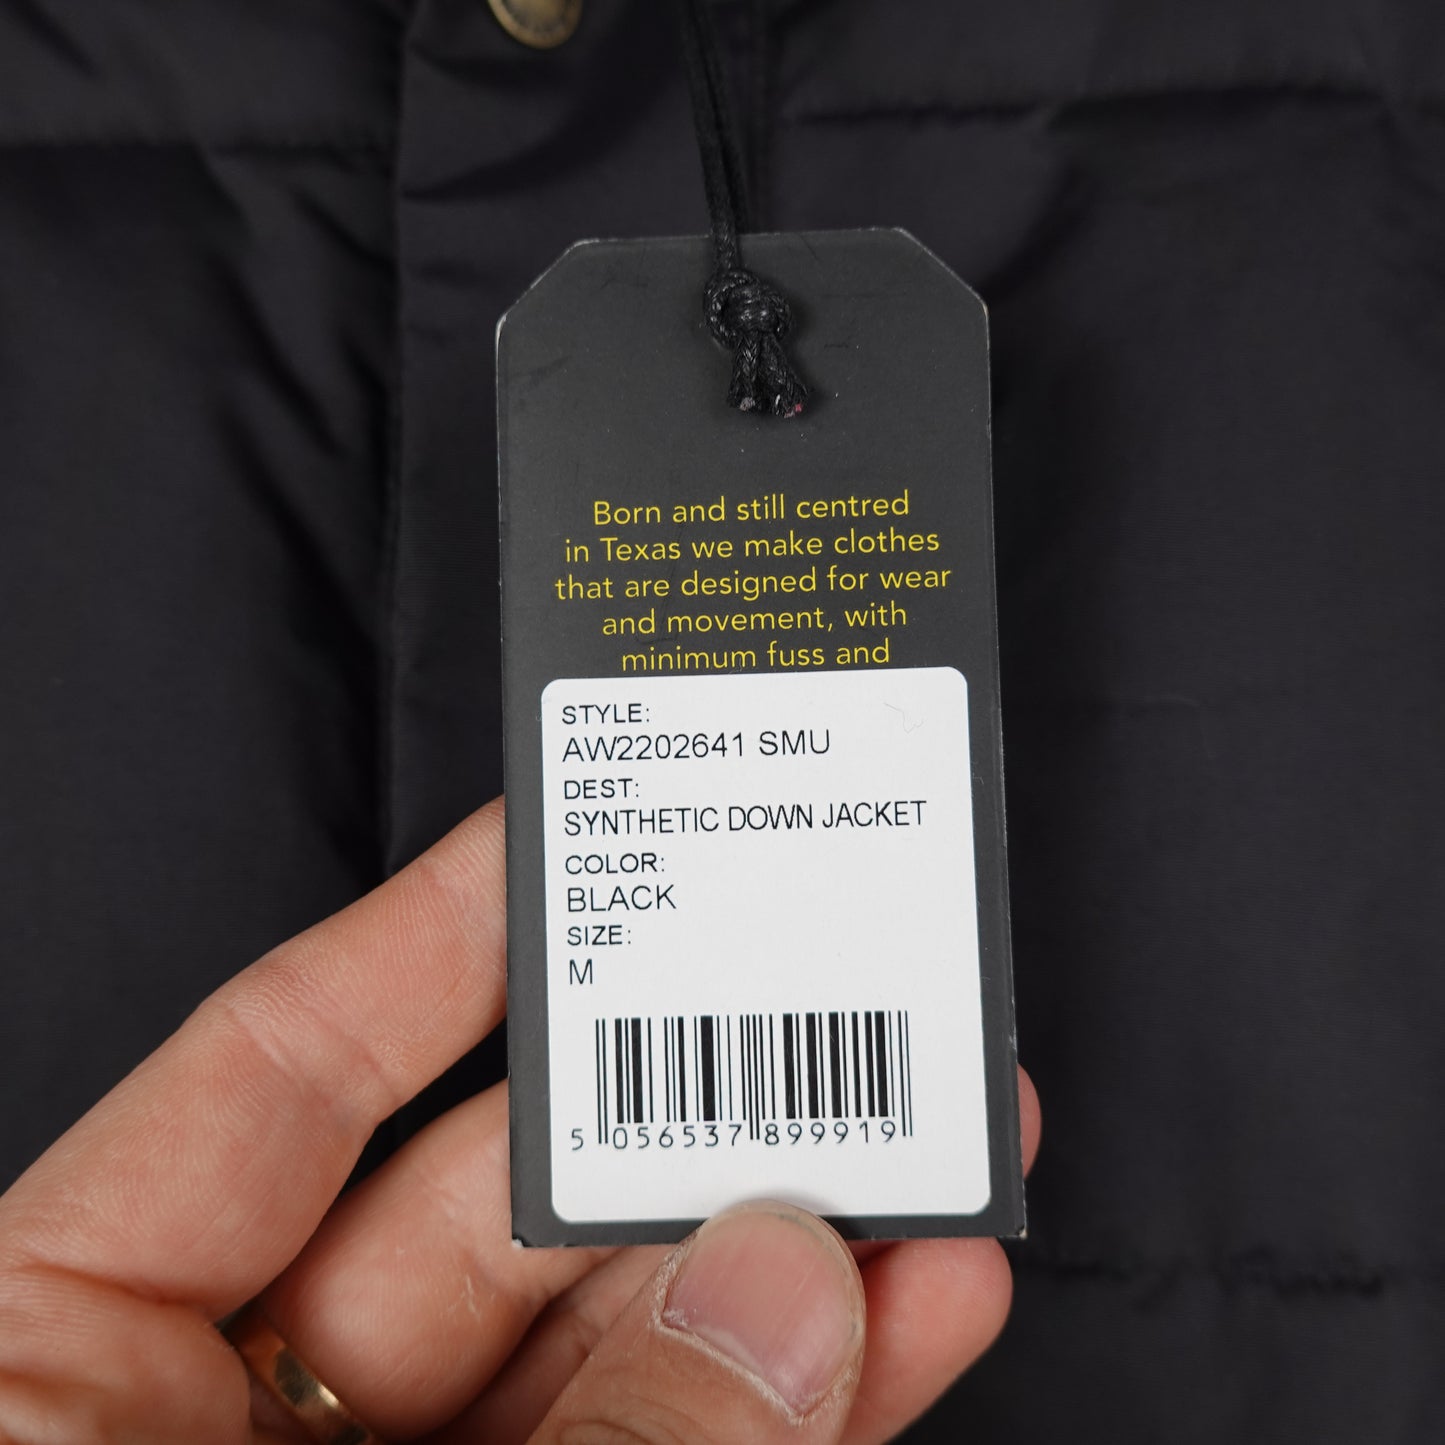 Born and still centred
in Texas we make clothes
that are designed for wear
and movement, with
minimum fuss and
STYLE:
AW2202641 SMU
DEST:
SYNTHETIC DOWN JACKET
COLOR:
BLACK
SIZE:
M
5 056537 899919